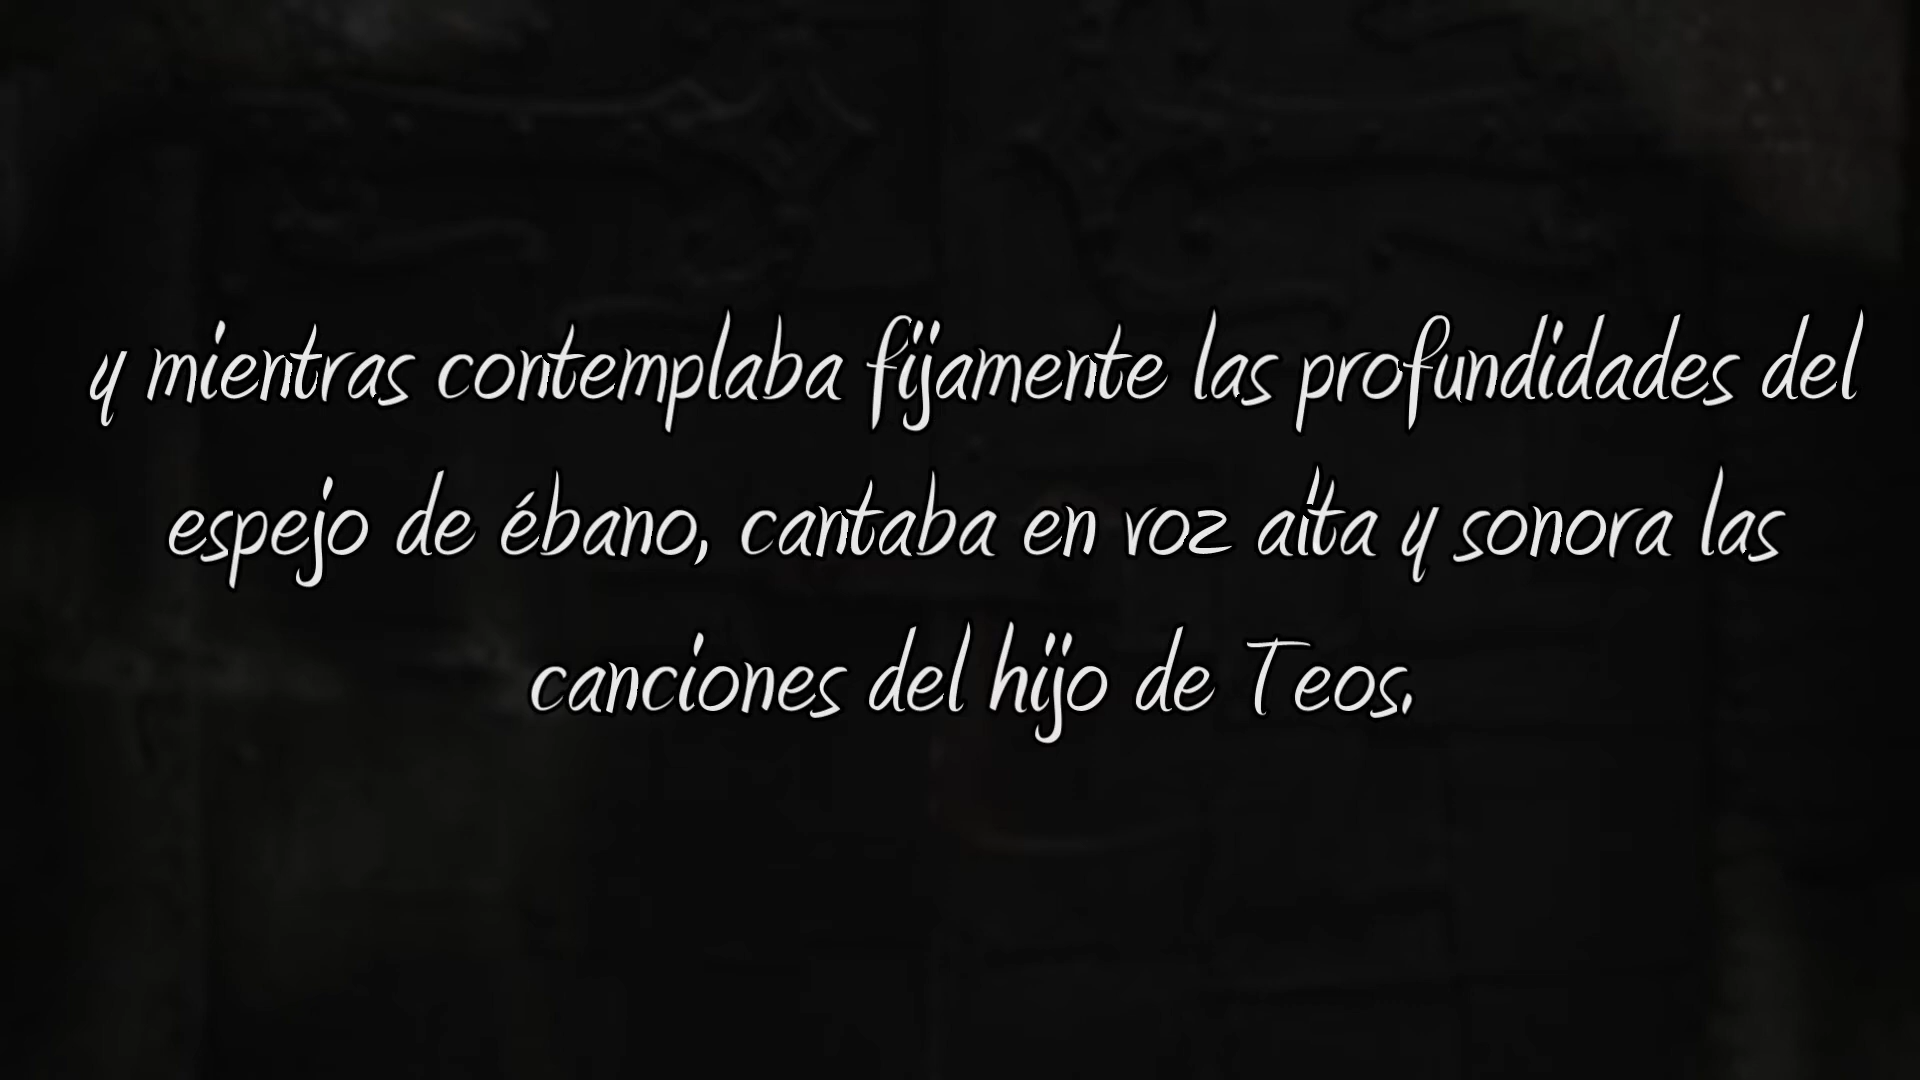 y mientras contemplaba fijamente las profundidades del
espejo de ébano, cantaba en voz alta y sonora las
canciones del hijo de Teos.